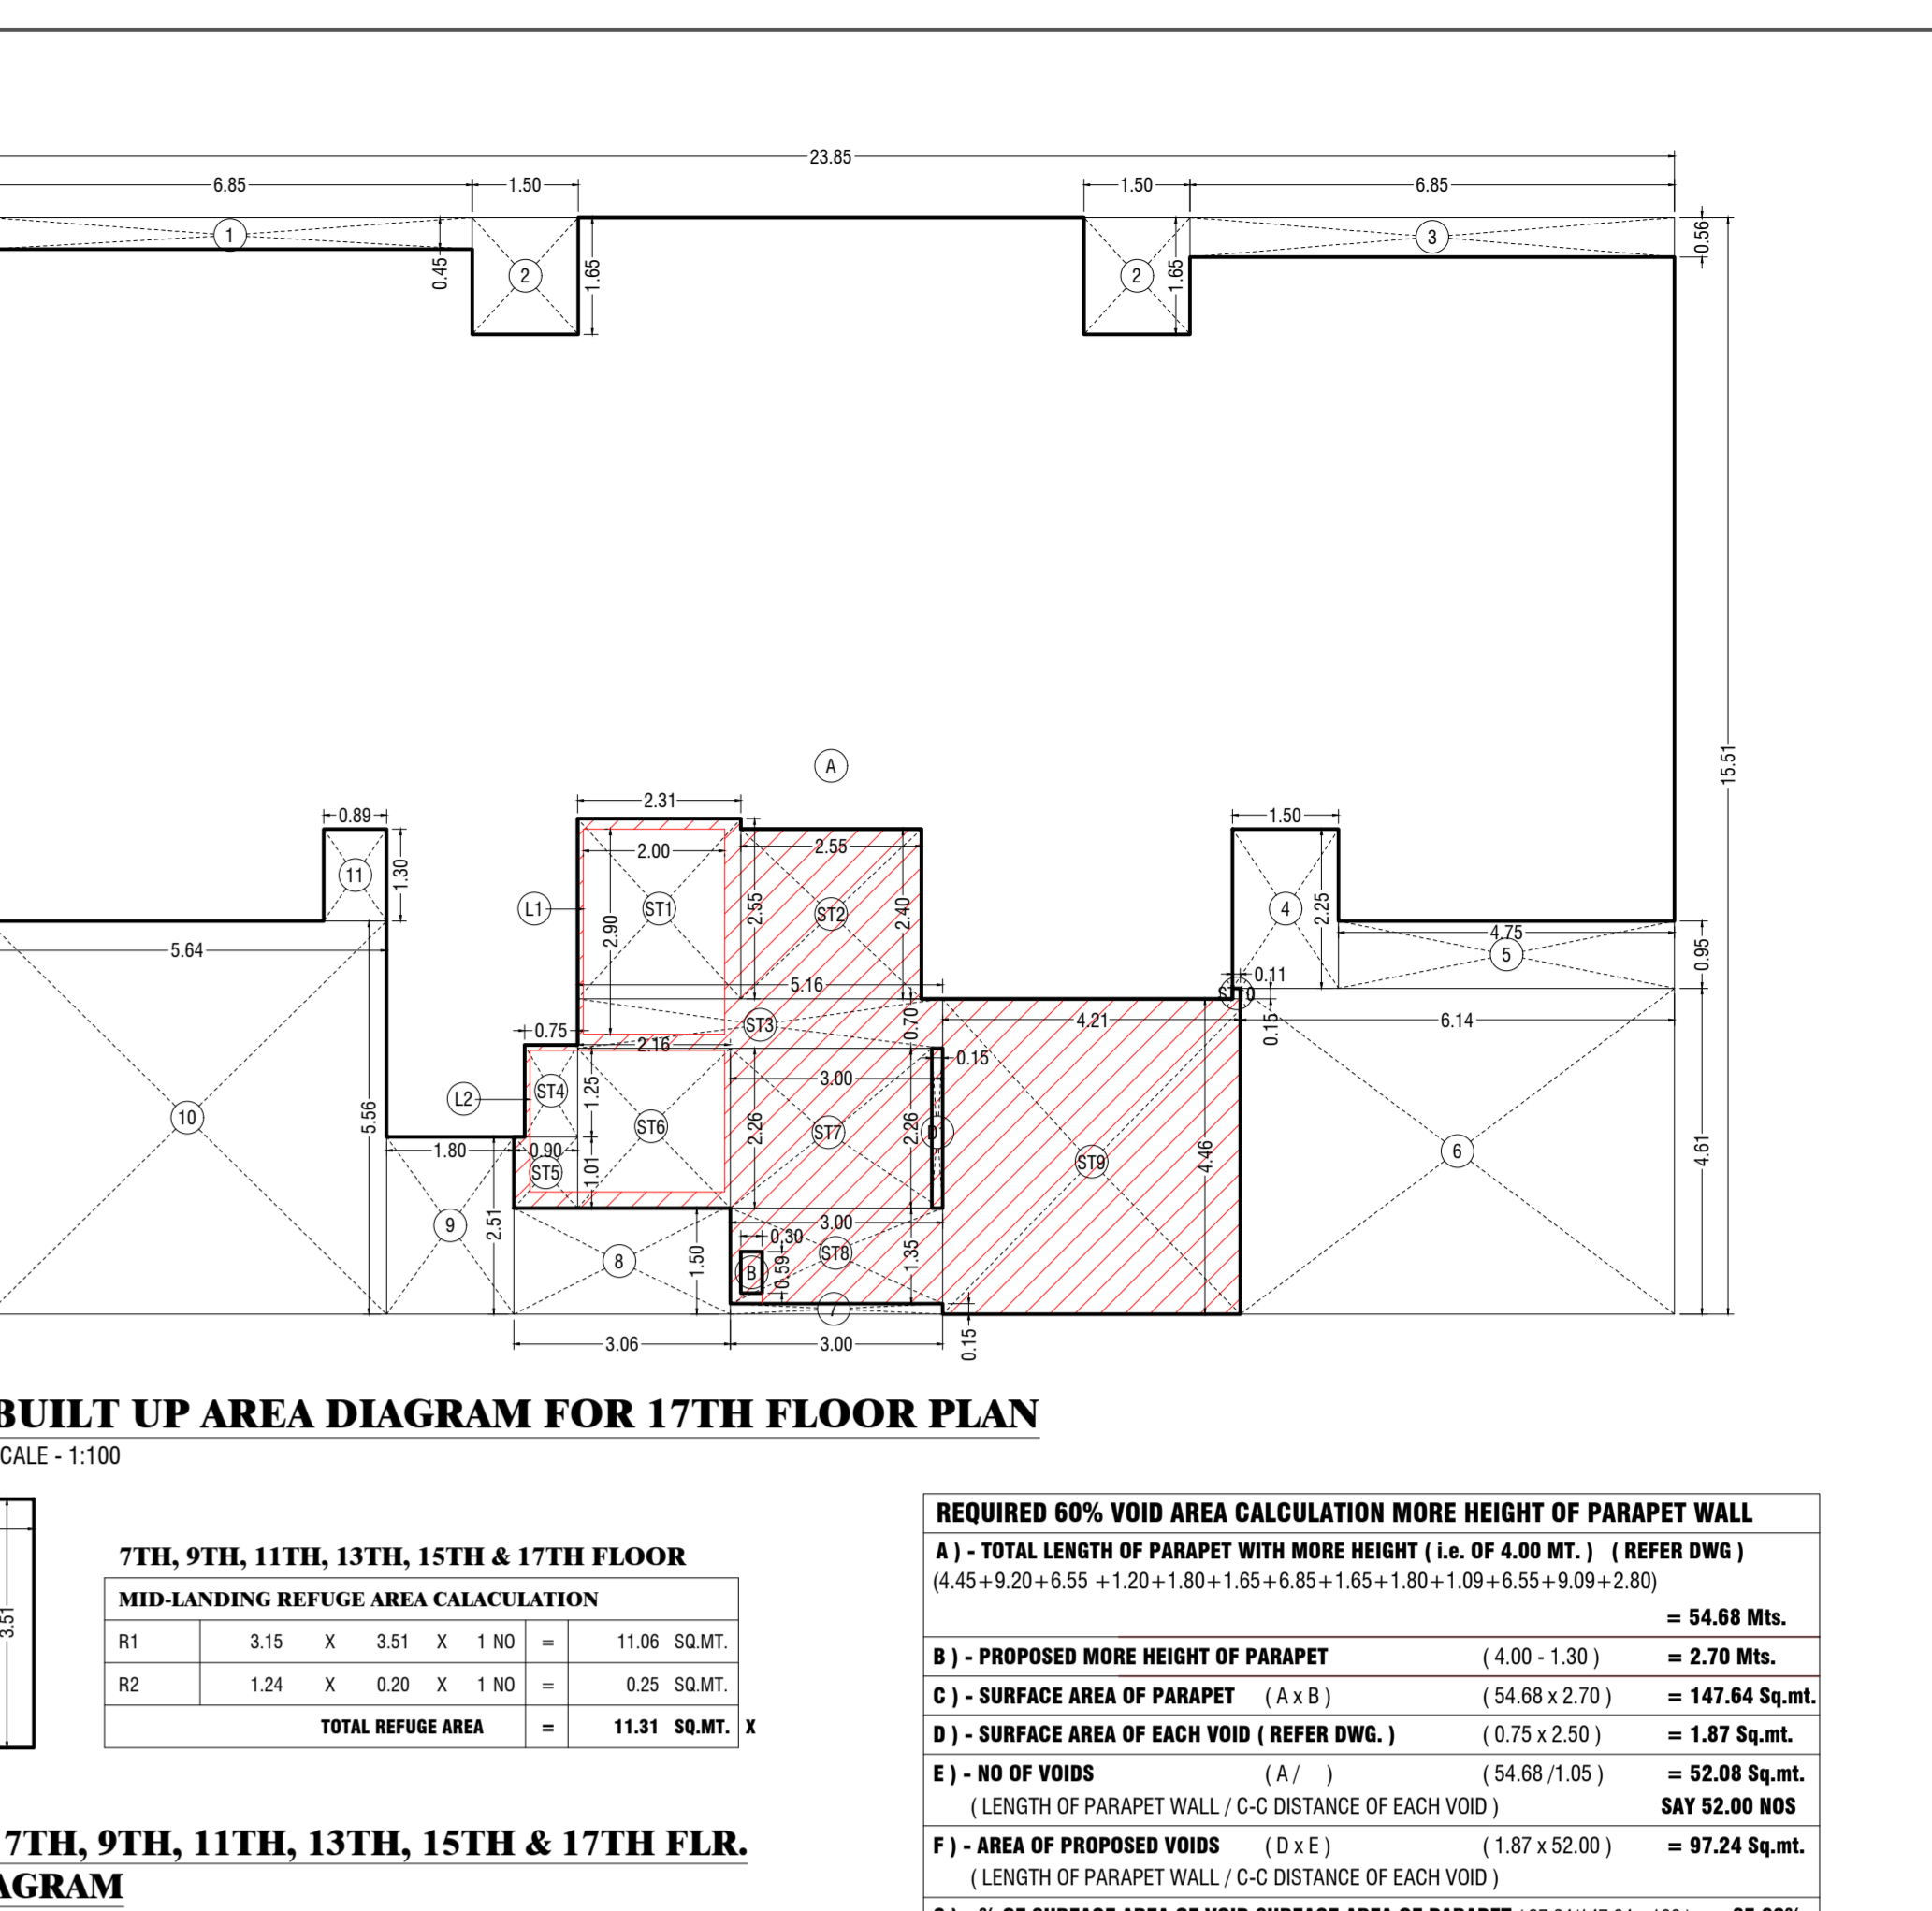 23.85
6.85 1.50 1.50 6.85
1 2 2 3
0.45 1.65 1.65 0.56
15.51
A
0.89 2.31 1.50
11 1.30 2.00 2.55
L1 ST1 2.55 ST2 2.40 4 2.25
2.90 4.75
5.64 5 0.95
5.16 0.11
0.75 ST3 0.70 4.21 0.15 6.14
2.16 0.15
L2 ST4 1.25 3.00
10 5.56 ST6 2.26 ST7 2.26 D 4.46
1.80 0.90 ST9 6 4.61
ST5 1.01
9 2.51 3.00
8 1.50 0.30 ST8 1.35
B 0.59
7
3.06 3.00 0.15
BUILT UP AREA DIAGRAM FOR 17TH FLOOR PLAN
CALE - 1:100
3.51
7TH, 9TH, 11TH, 13TH, 15TH & 17TH FLOOR
MID-LANDING REFUGE AREA CALACULATION
R1 3.15 X 3.51 X 1 NO = 11.06 SQ.MT.
R2 1.24 X 0.20 X 1 NO = 0.25 SQ.MT.
TOTAL REFUGE AREA = 11.31 SQ.MT. X
7TH, 9TH, 11TH, 13TH, 15TH & 17TH FLR.
AGRAM
REQUIRED 60% VOID AREA CALCULATION MORE HEIGHT OF PARAPET WALL
A ) - TOTAL LENGTH OF PARAPET WITH MORE HEIGHT ( i.e. OF 4.00 MT. ) ( REFER DWG )
(4.45+9.20+6.55 +1.20+1.80+1.65+6.85+1.65+1.80+1.09+6.55+9.09+2.80)
= 54.68 Mts.
B ) - PROPOSED MORE HEIGHT OF PARAPET ( 4.00 - 1.30 ) = 2.70 Mts.
C ) - SURFACE AREA OF PARAPET ( A x B ) ( 54.68 x 2.70 ) = 147.64 Sq.mt.
D ) - SURFACE AREA OF EACH VOID ( REFER DWG. ) ( 0.75 x 2.50 ) = 1.87 Sq.mt.
E ) - NO OF VOIDS ( A / ) ( 54.68 /1.05 ) = 52.08 Sq.mt.
( LENGTH OF PARAPET WALL / C-C DISTANCE OF EACH VOID ) SAY 52.00 NOS
F ) - AREA OF PROPOSED VOIDS ( D x E ) ( 1.87 x 52.00 ) = 97.24 Sq.mt.
( LENGTH OF PARAPET WALL / C-C DISTANCE OF EACH VOID )